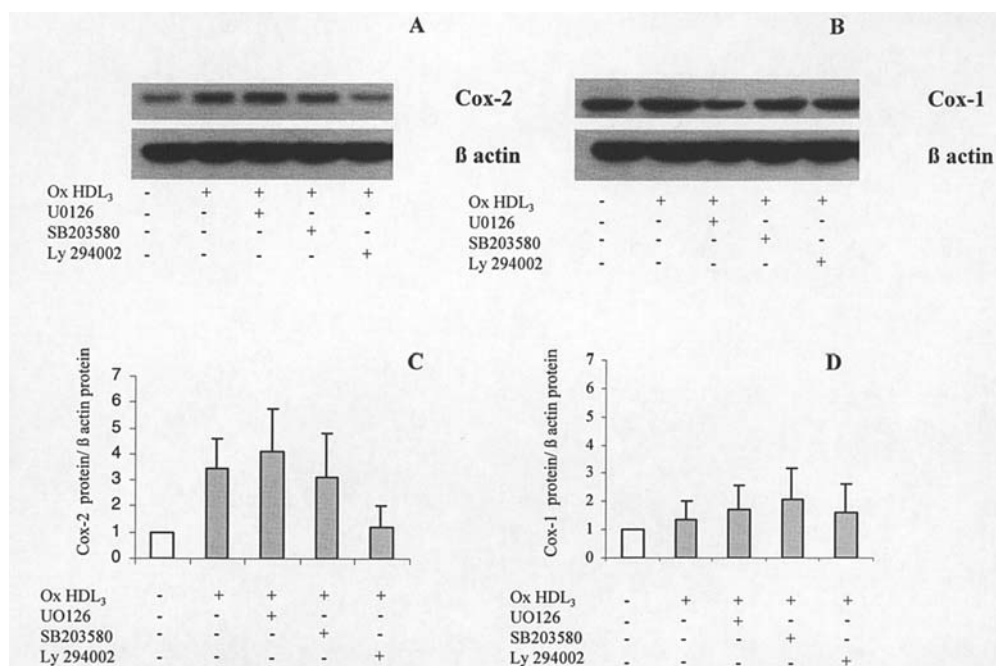 A
Cox-2
ß actin
Ox HDL₃ - + + + +
U0126 - - + - -
SB203580 - - - + -
Ly 294002 - - - - +
B
Cox-1
ß actin
Ox HDL₃ - + + + +
U0126 - - + - -
SB203580 - - - + -
Ly 294002 - - - - +
C
Cox-2 protein/ ß actin protein
7
6
5
4
3
2
1
0
Ox HDL₃ - + + + +
UO126 - - + - -
SB203580 - - - + -
Ly 294002 - - - - +
D
Cox-1 protein/ ß actin protein
7
6
5
4
3
2
1
0
Ox HDL₃ - + + + +
UO126 - - + - -
SB203580 - - - + -
Ly 294002 - - - - +